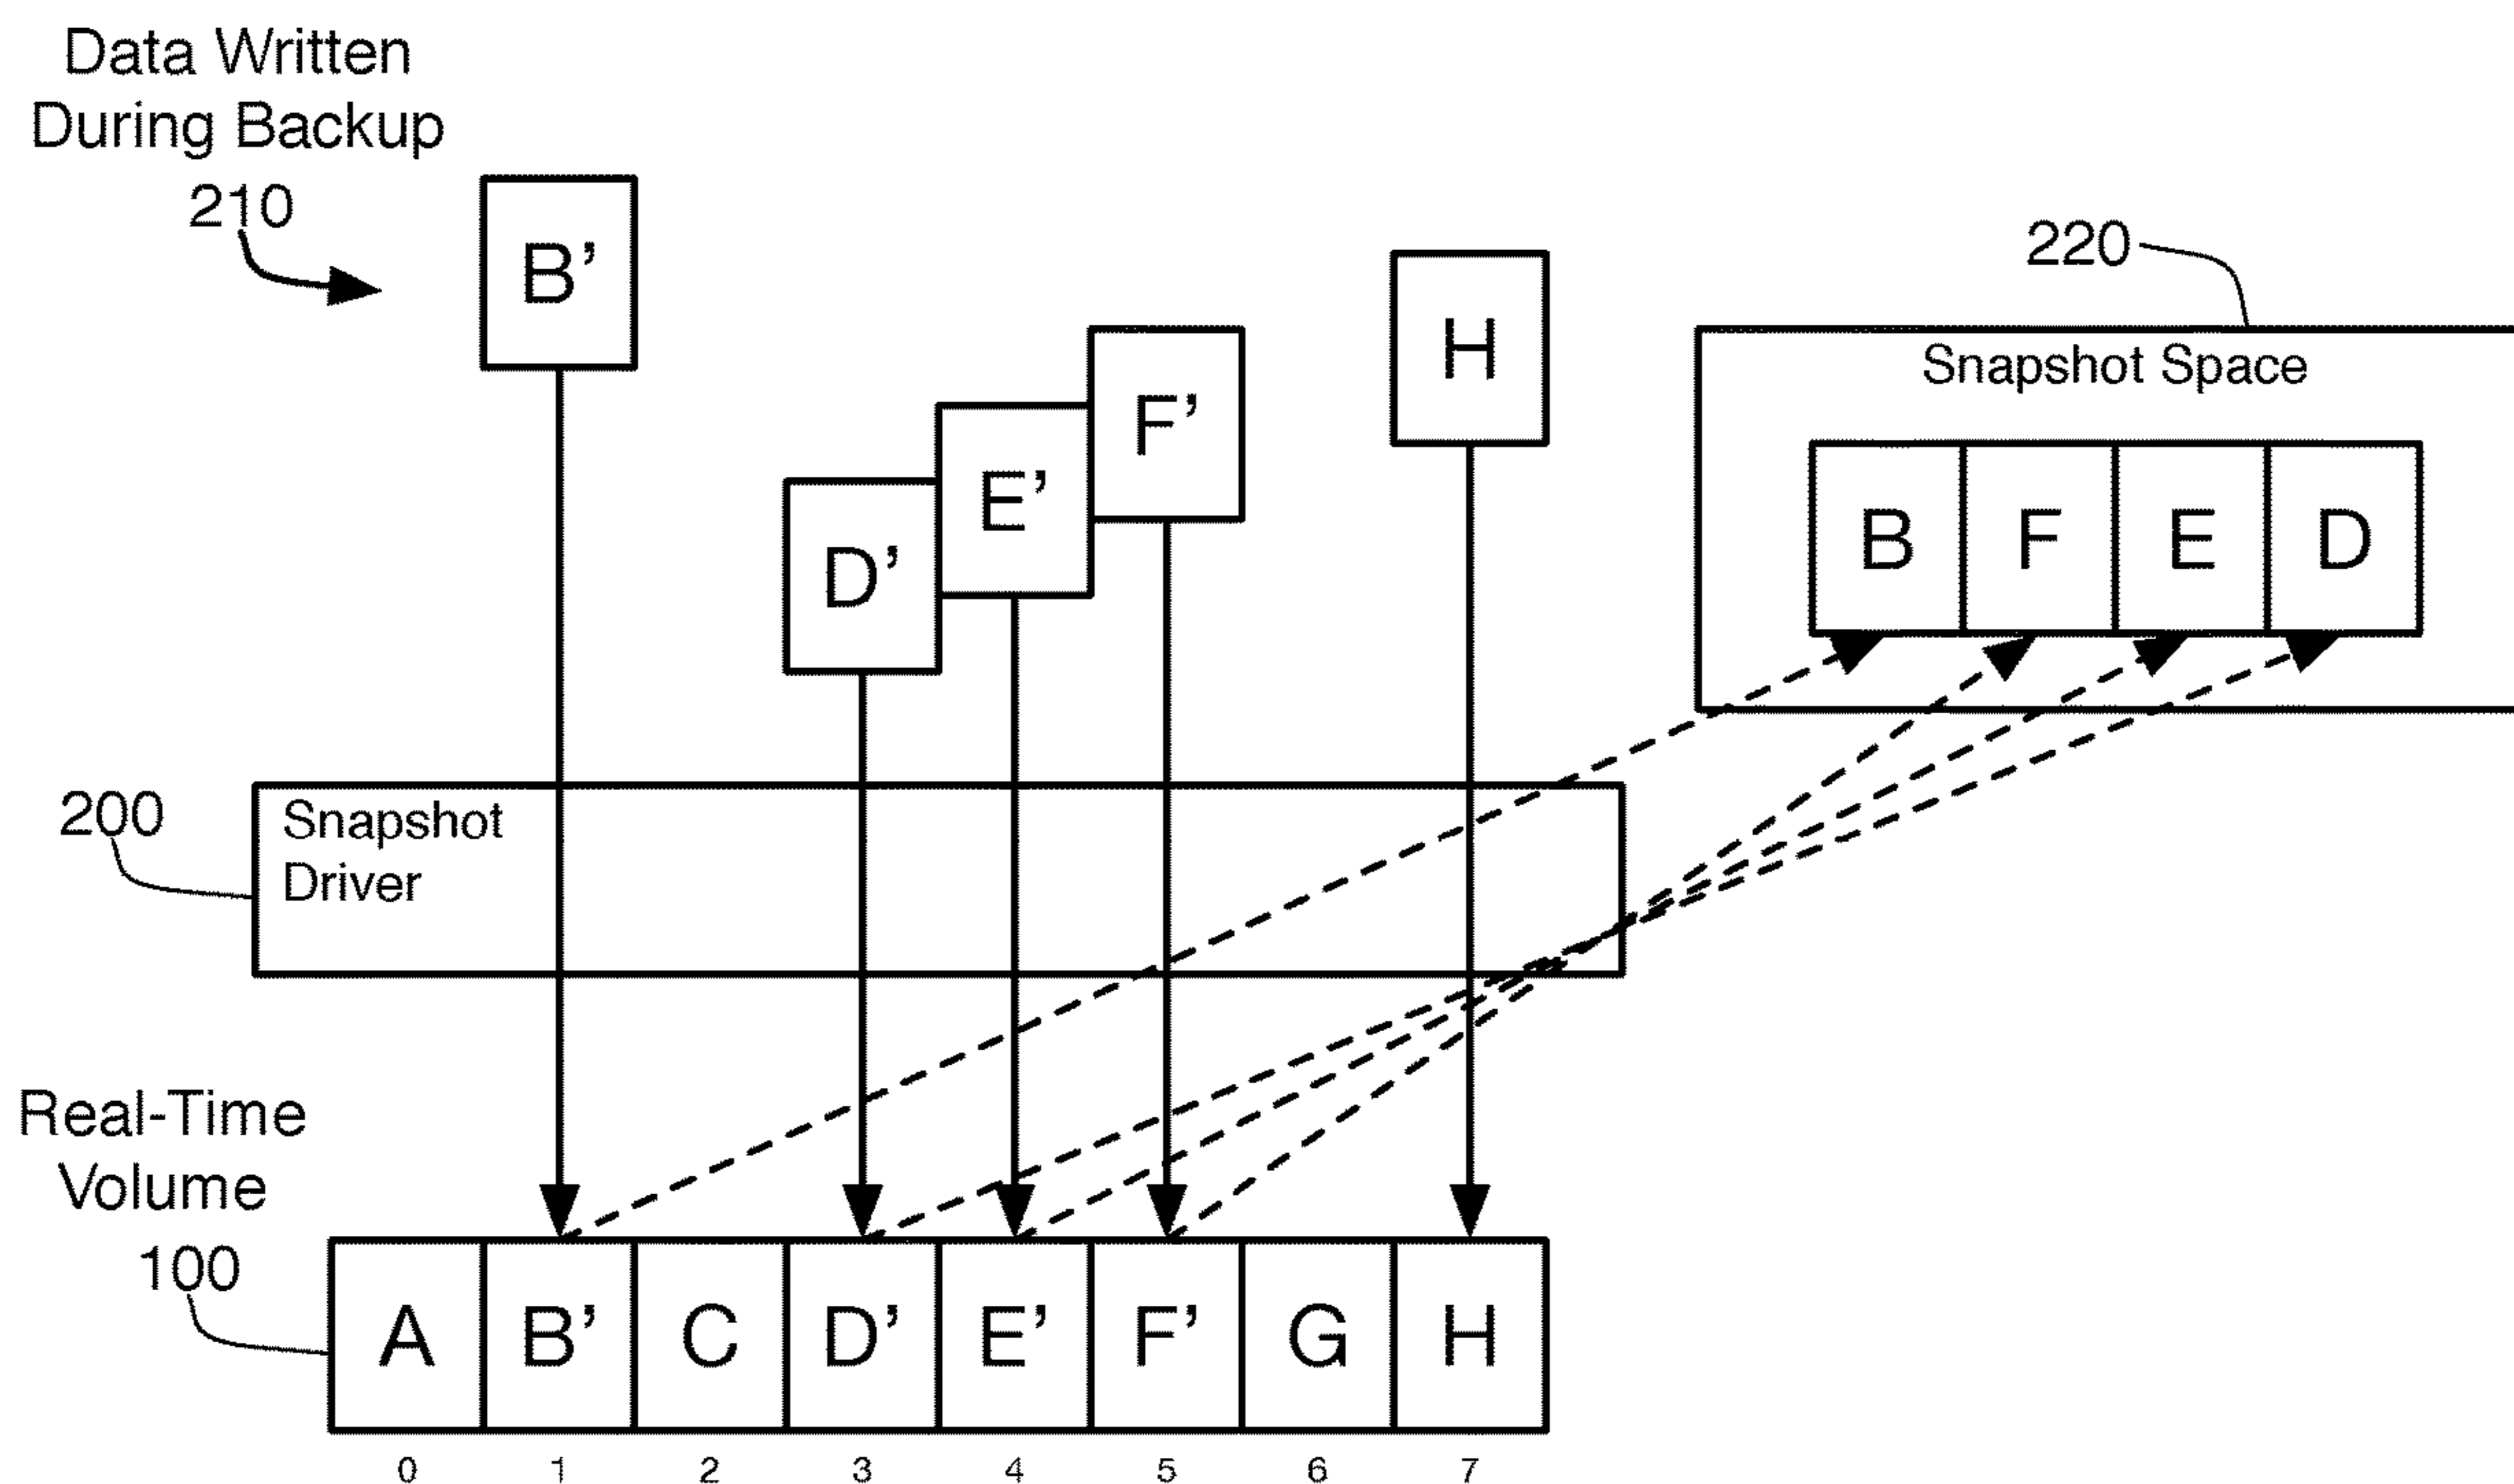 Data Written
During Backup
210
B'
H
F'
E'
D'
220
Snapshot Space
B F E D
200
Snapshot
Driver
Real-Time
Volume
100
A B' C D' E' F' G H
0 1 2 3 4 5 6 7